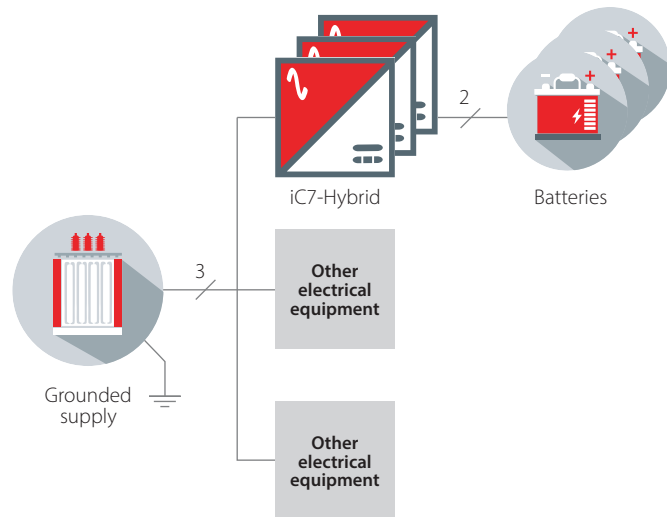 2
iC7-Hybrid
Batteries
3
Other
electrical
equipment
Grounded
supply
Other
electrical
equipment